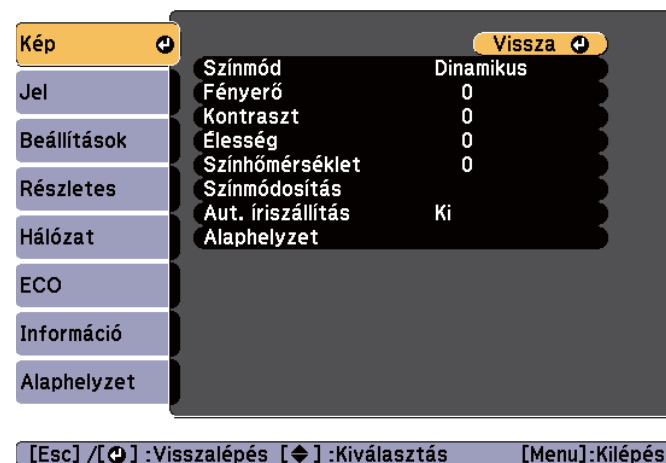 Kép
Jel
Beállítások
Részletes
Hálózat
ECO
Információ
Alaphelyzet
Vissza
Színmód Dinamikus
Fényerő 0
Kontraszt 0
Élesség 0
Színhőmérséklet 0
Színmódosítás
Aut. íriszállítás Ki
Alaphelyzet
[Esc] /[ ] :Visszalépés [ ] :Kiválasztás [Menu]:Kilépés